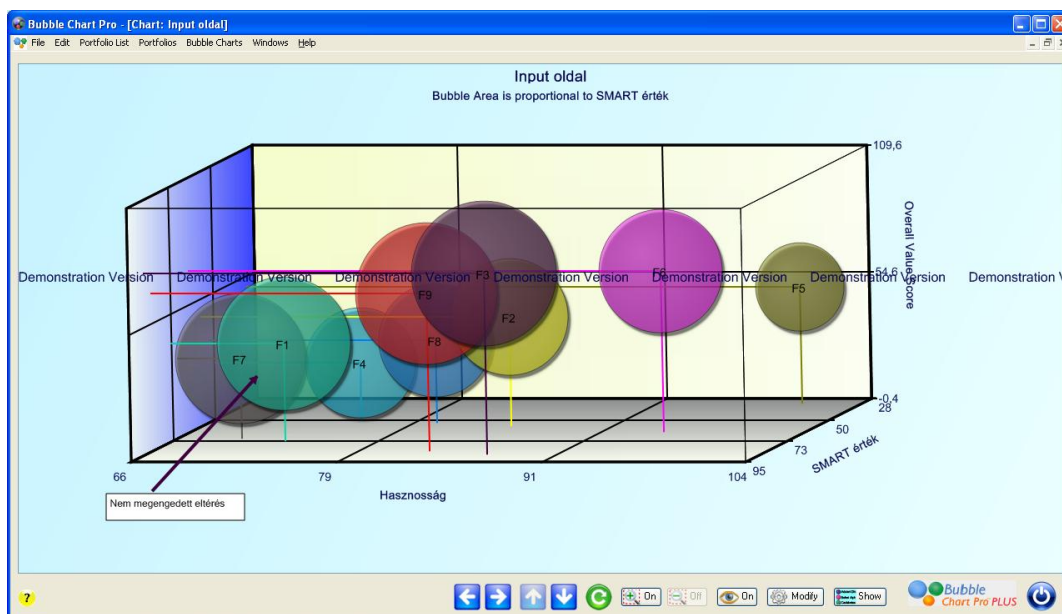 Bubble Chart Pro - [Chart: Input oldal]
File Edit Portfolio List Portfolios Bubble Charts Windows Help
Input oldal
Bubble Area is proportional to SMART érték
109,6
Overall Value Score
Demonstration Version Demonstration Version Demonstration Version Demonstration Version Demonstration Version Demonstration Version Demonstration Ve
54,6
F3
F6
F5
F9
F2
F8
F1
F7
F4
-0,4
28
50
73
95
SMART érték
66
79
91
104
Hasznosság
Nem megengedett eltérés
? On Off On Modify Show
Bubble
Chart Pro PLUS